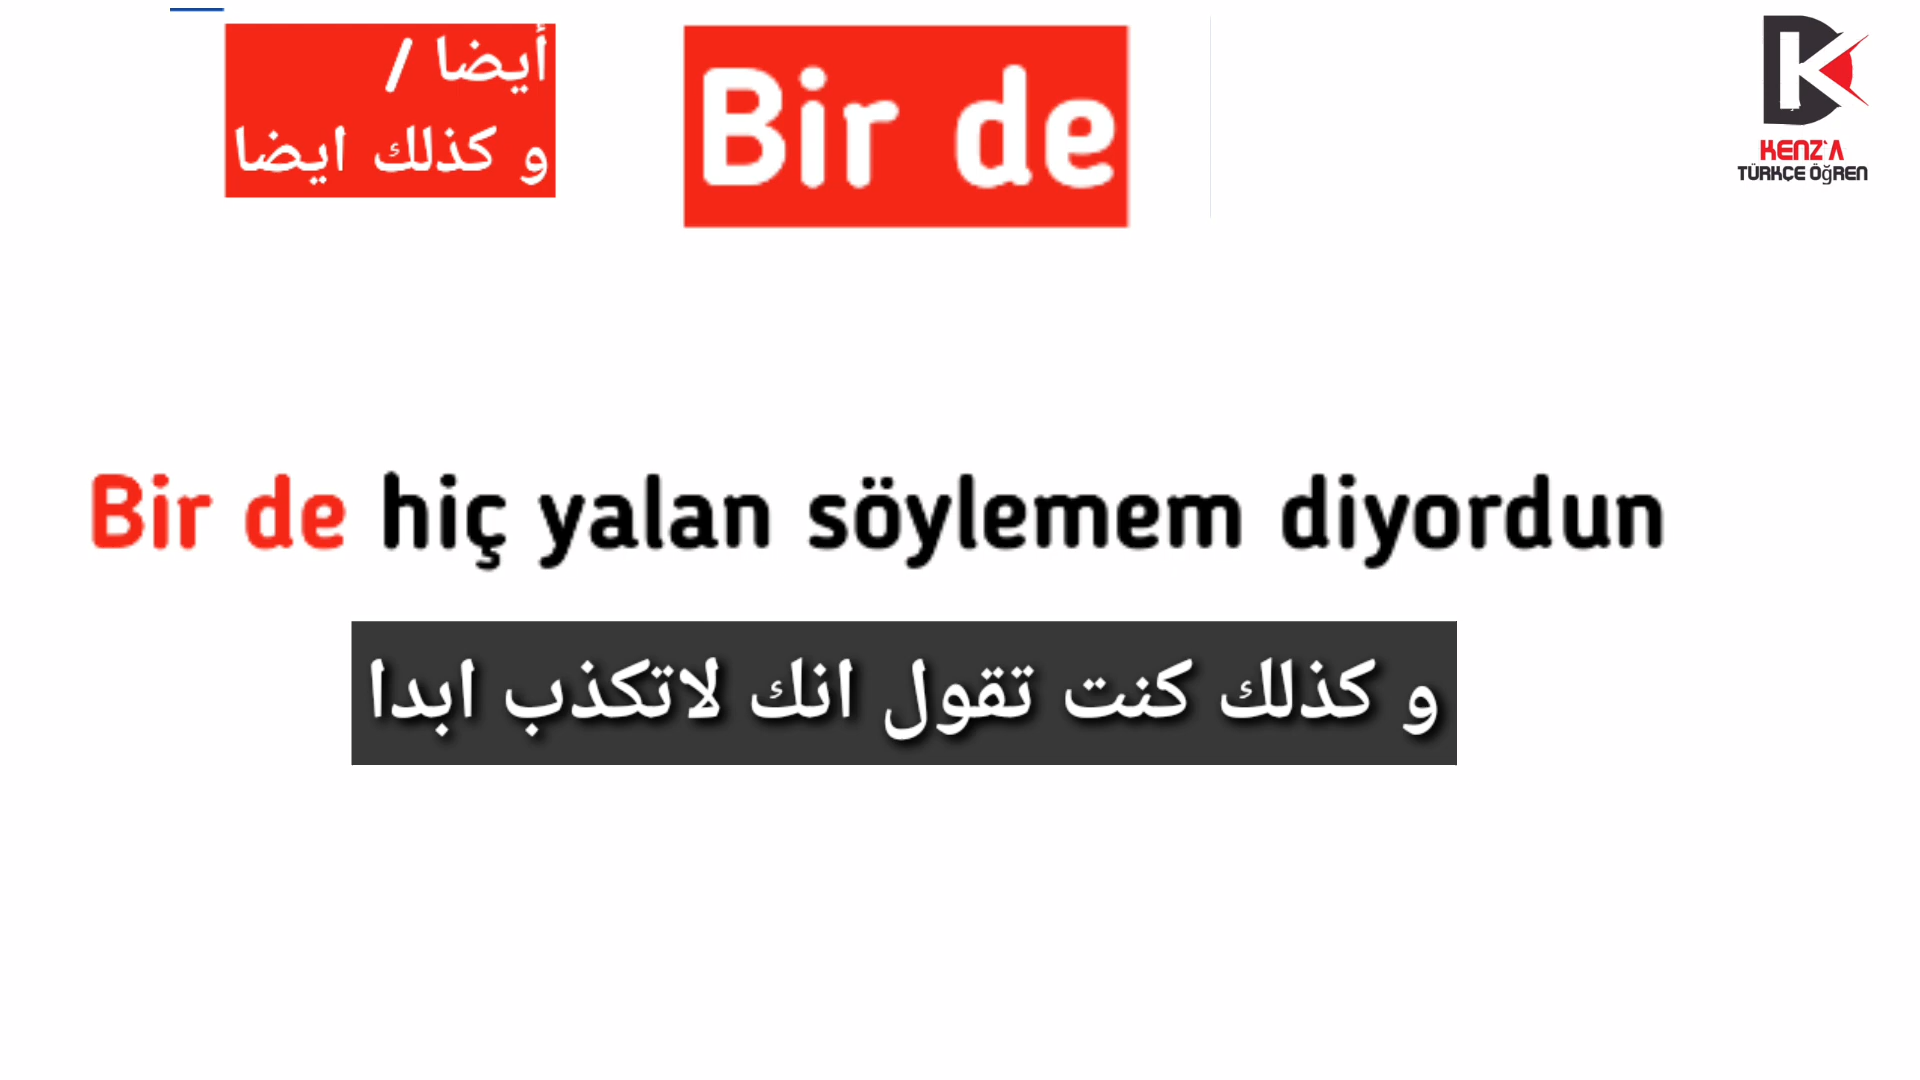 أيضا /
و كذلك ايضا
Bir de
KENZ'A
TÜRKÇE ÖğREN
Bir de hiç yalan söylemem diyordun
و كذلك كنت تقول انك لاتكذب ابدا